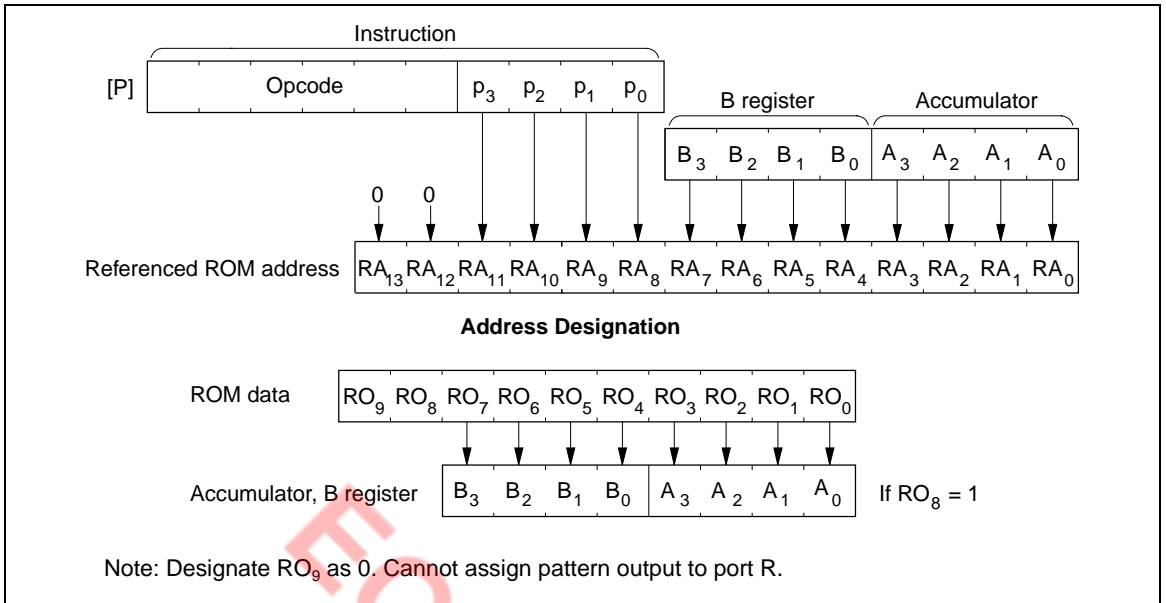 Instruction
[P] Opcode p3 p2 p1 p0
B register Accumulator
B3 B2 B1 B0 A3 A2 A1 A0
0 0
Referenced ROM address RA13 RA12 RA11 RA10 RA9 RA8 RA7 RA6 RA5 RA4 RA3 RA2 RA1 RA0
Address Designation
ROM data RO9 RO8 RO7 RO6 RO5 RO4 RO3 RO2 RO1 RO0
Accumulator, B register B3 B2 B1 B0 A3 A2 A1 A0 If RO8 = 1
Note: Designate RO9 as 0. Cannot assign pattern output to port R.